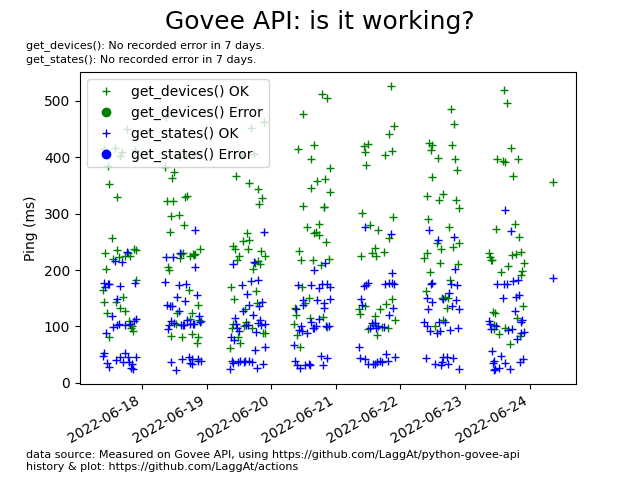 Govee API: is it working?
get_devices(): No recorded error in 7 days.
get_states(): No recorded error in 7 days.
get_devices() OK
get_devices() Error
get_states() OK
get_states() Error
Ping (ms)
500
400
300
200
100
0
2022-06-18
2022-06-19
2022-06-20
2022-06-21
2022-06-22
2022-06-23
2022-06-24
data source: Measured on Govee API, using https://github.com/LaggAt/python-govee-api
history & plot: https://github.com/LaggAt/actions